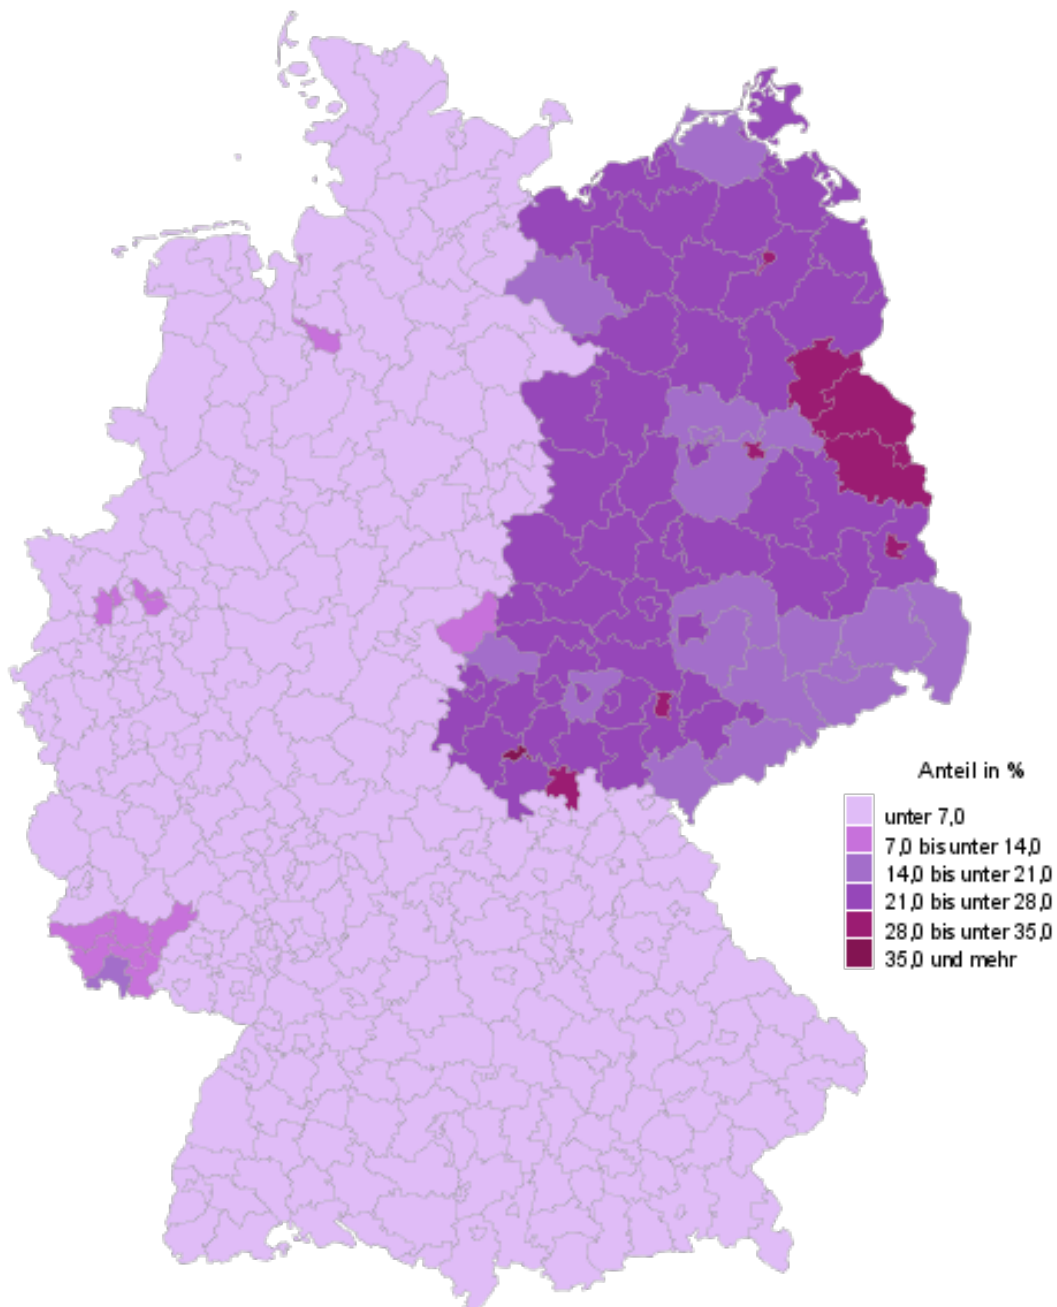 Anteil in %
unter 7,0
7,0 bis unter 14,0
14,0 bis unter 21,0
21,0 bis unter 28,0
28,0 bis unter 35,0
35,0 und mehr